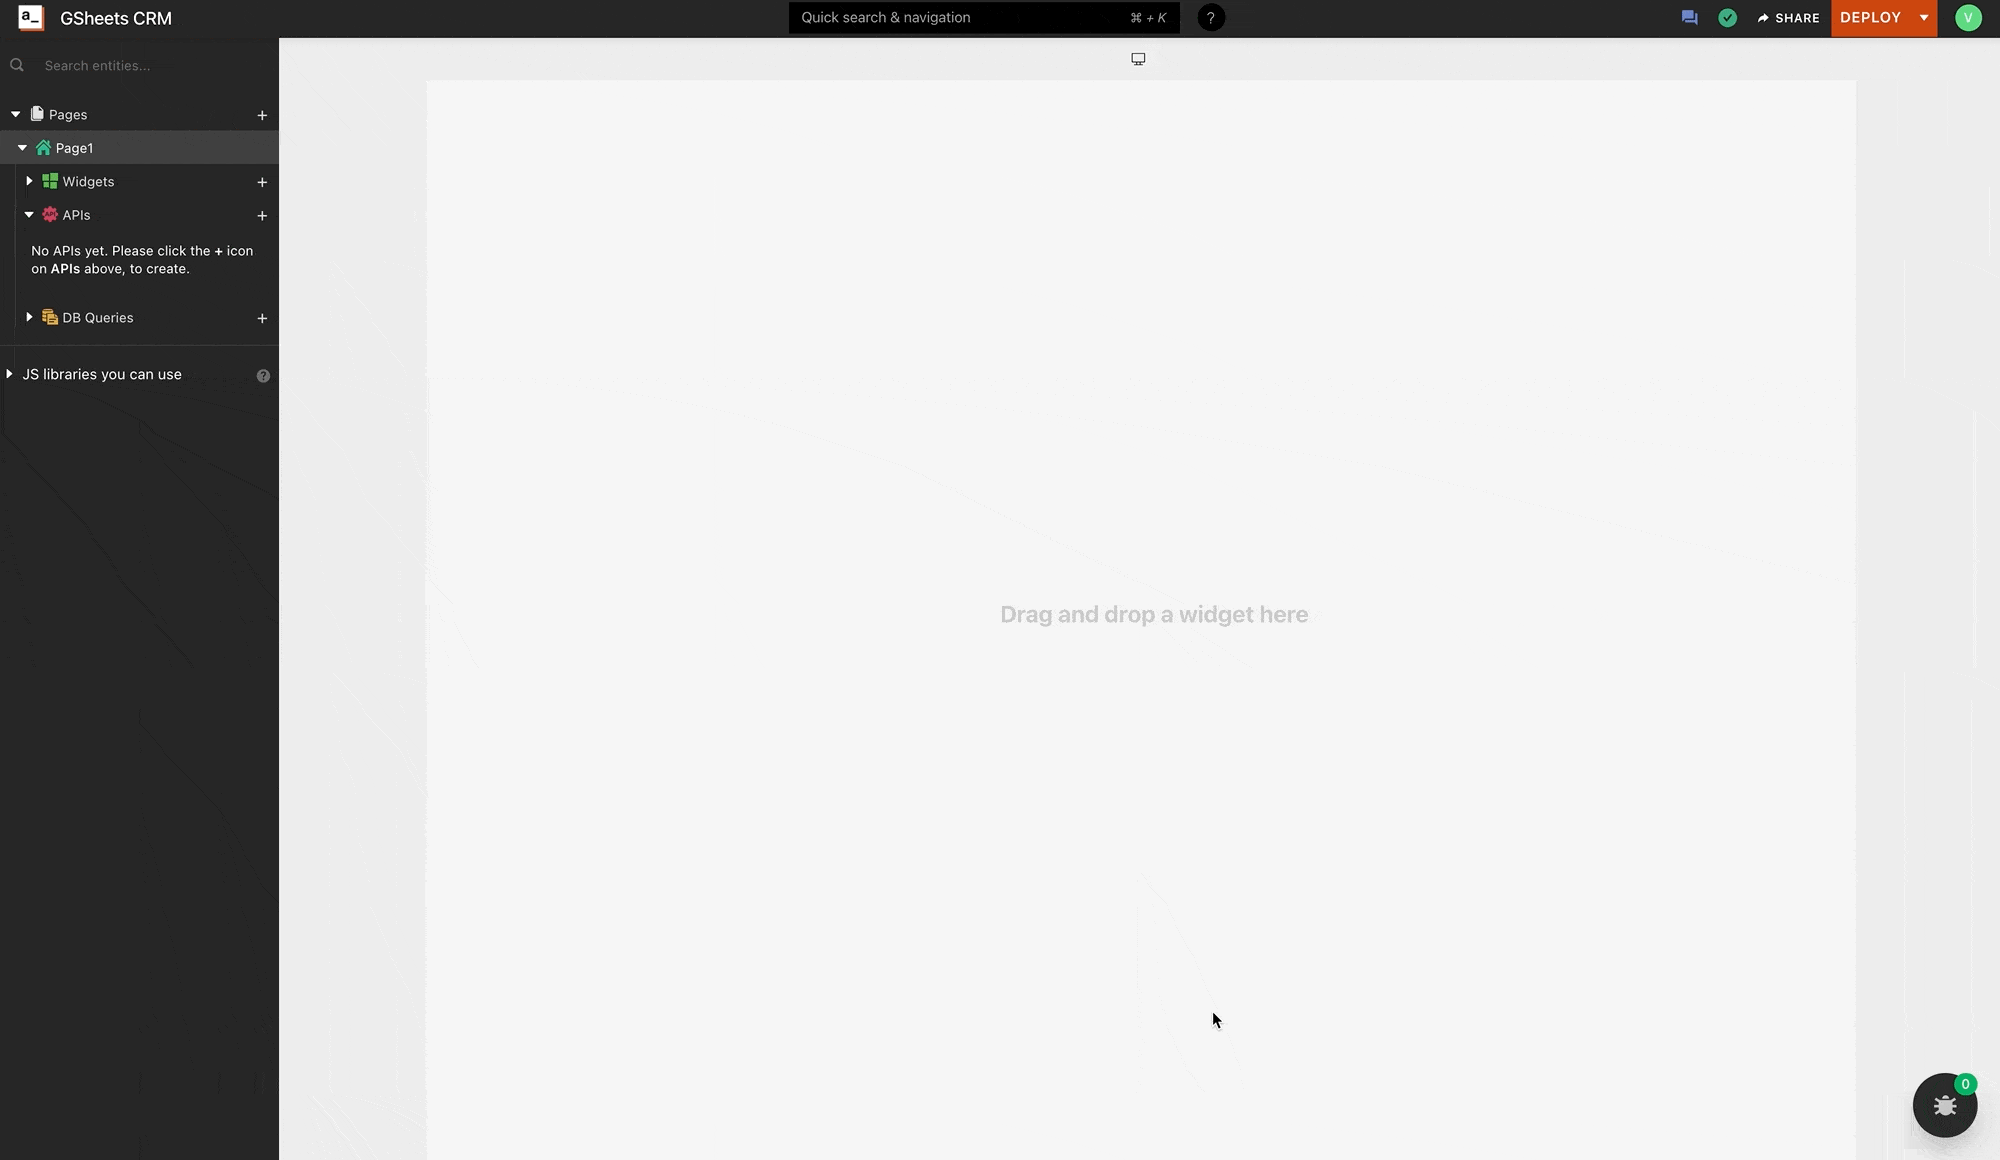 a_ GSheets CRM
Quick search & navigation ⌘ + K ?
SHARE
DEPLOY
V
Search entities...
Pages +
Page1
Widgets +
API APIs +
No APIs yet. Please click the + icon
on APIs above, to create.
DB Queries +
JS libraries you can use ?
Drag and drop a widget here
0